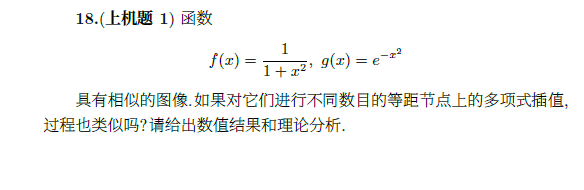 18.(上机题 1) 函数
f(x) = \frac{1}{1+x^2}, g(x) = e^{-x^2}
具有相似的图像.如果对它们进行不同数目的等距节点上的多项式插值,
过程也类似吗?请给出数值结果和理论分析.